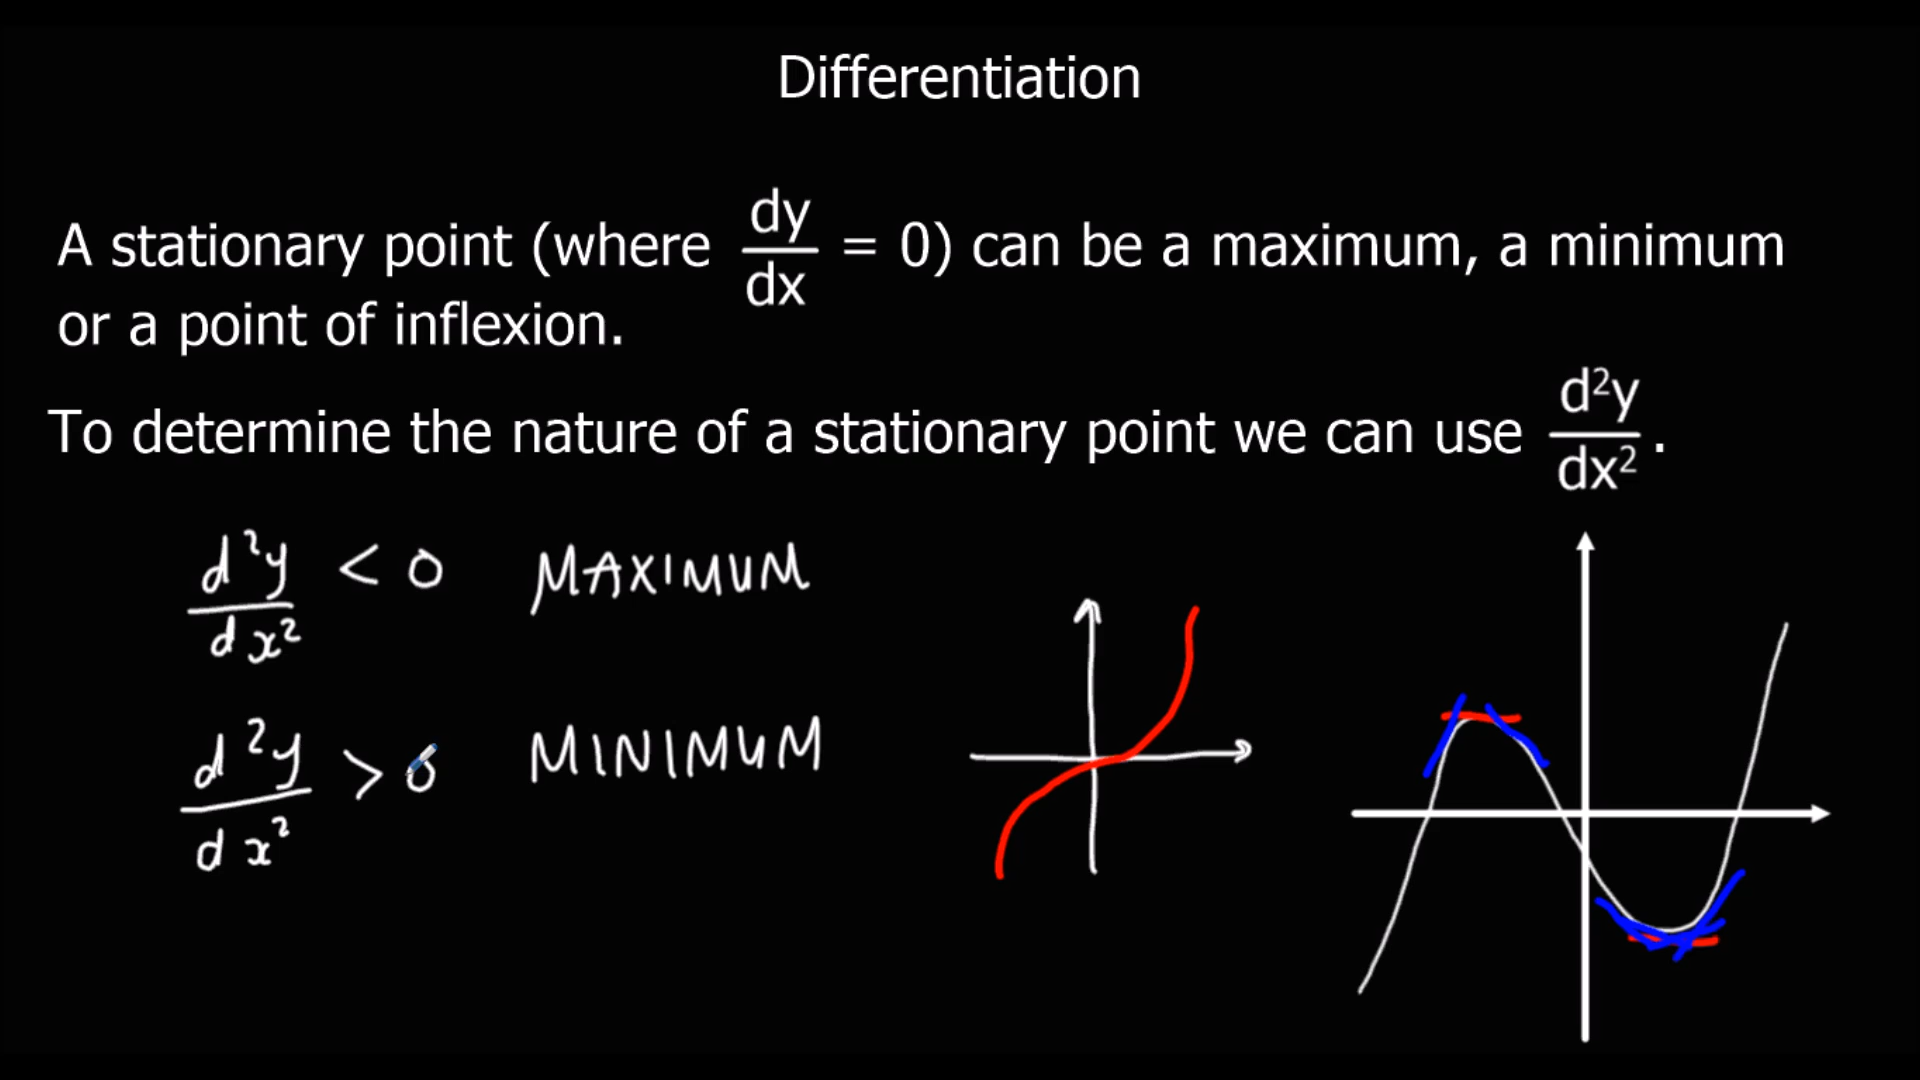 Differentiation
A stationary point (where dy/dx = 0) can be a maximum, a minimum
or a point of inflexion.
To determine the nature of a stationary point we can use d²y/dx².
d²y/dx² < 0 MAXIMUM
d²y/dx² > 0 MINIMUM